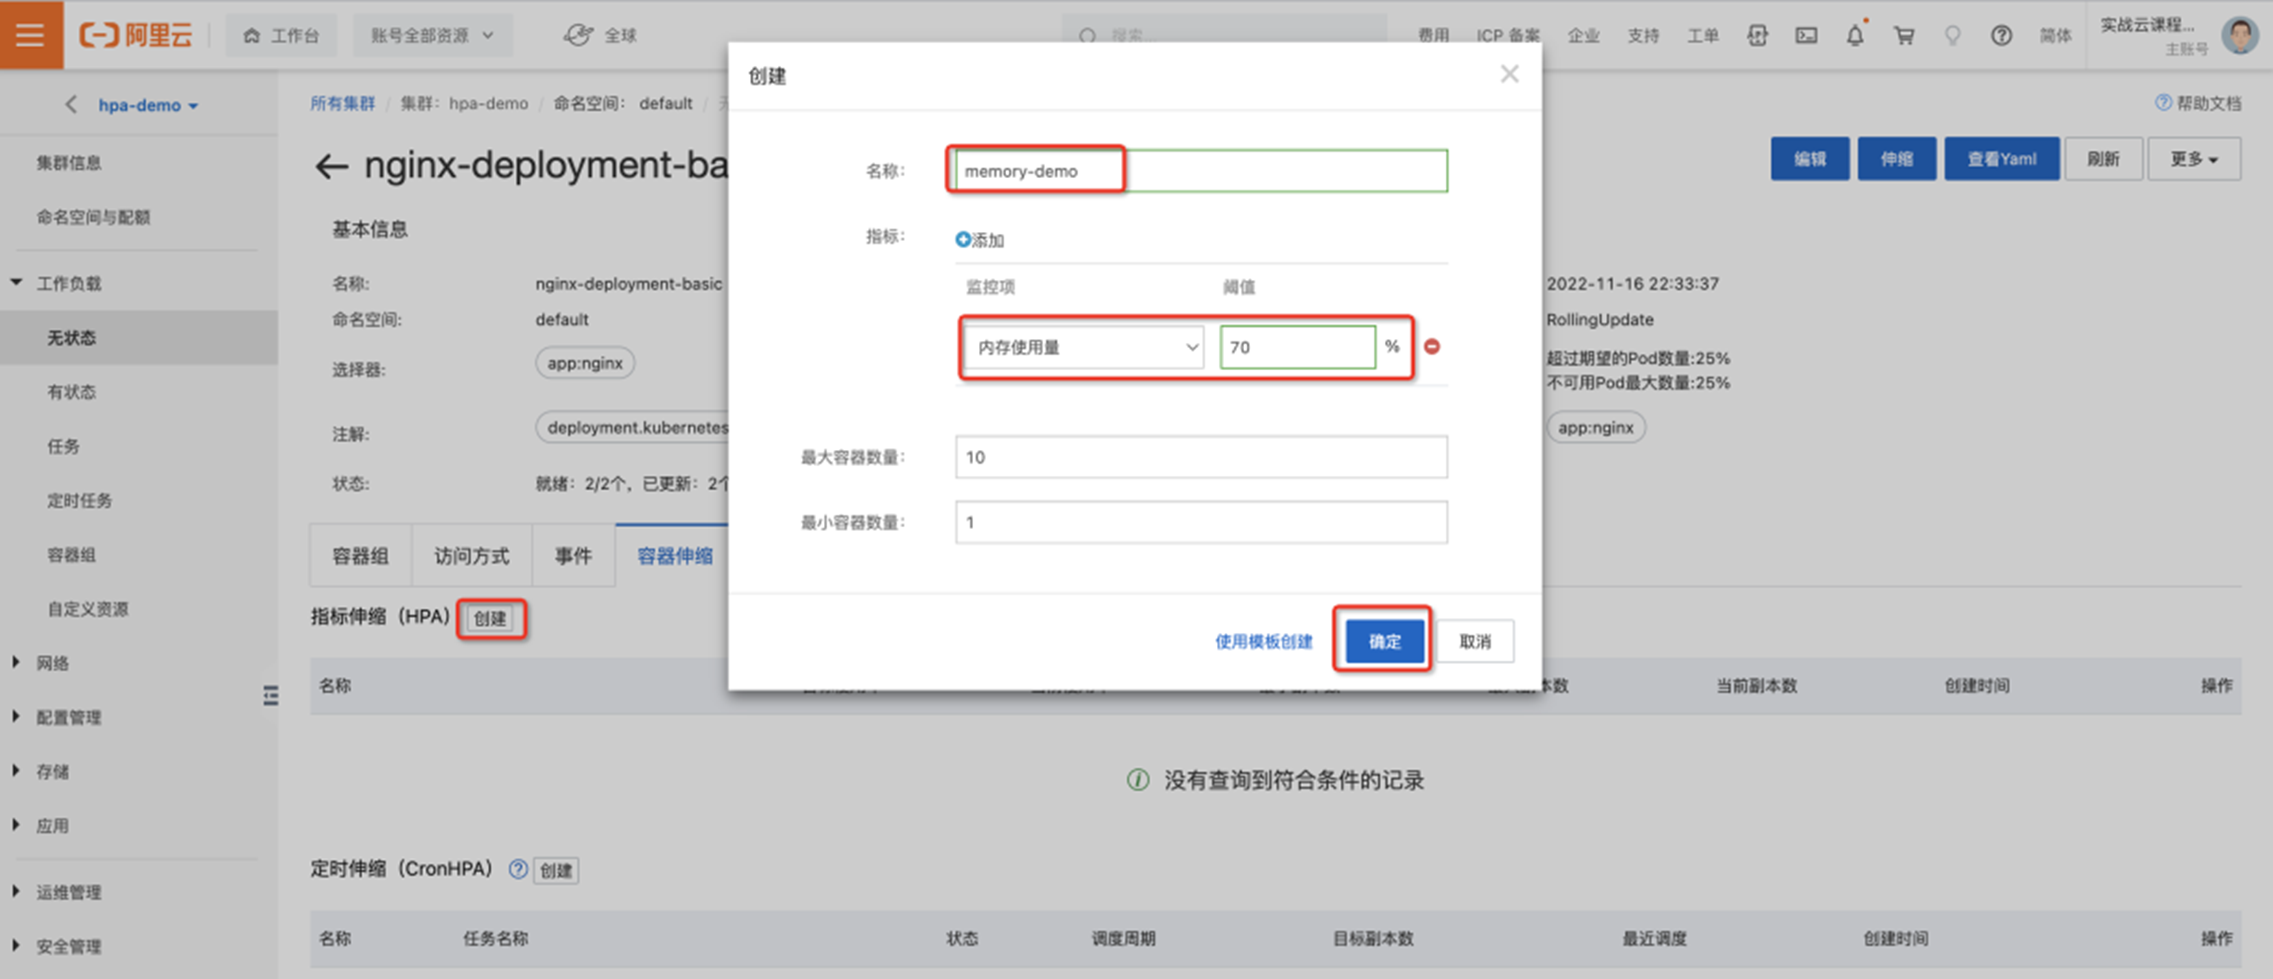 阿里云 工作台 账号全部资源 全球 搜索... 费用 ICP 备案 企业 支持 工单 简体 实战云课程...
主账号
hpa-demo
所有集群 / 集群：hpa-demo / 命名空间：default /
帮助文档
nginx-deployment-ba
编辑 伸缩 查看Yaml 刷新 更多
集群信息
命名空间与配额
工作负载
无状态
有状态
任务
定时任务
容器组
自定义资源
网络
配置管理
存储
应用
运维管理
安全管理
基本信息
名称: nginx-deployment-basic
2022-11-16 22:33:37
命名空间: default
RollingUpdate
选择器: app:nginx
超过期望的Pod数量:25%
不可用Pod最大数量:25%
注解: deployment.kubernetes
app:nginx
状态: 就绪：2/2个，已更新：2个
容器组 访问方式 事件 容器伸缩
指标伸缩（HPA） 创建
名称 当前副本数 创建时间 操作
没有查询到符合条件的记录
定时伸缩（CronHPA） 创建
名称 任务名称 状态 调度周期 目标副本数 最近调度 创建时间 操作
创建
名称: memory-demo
指标: 添加
监控项 阈值
内存使用量 70 %
最大容器数量: 10
最小容器数量: 1
使用模板创建 确定 取消